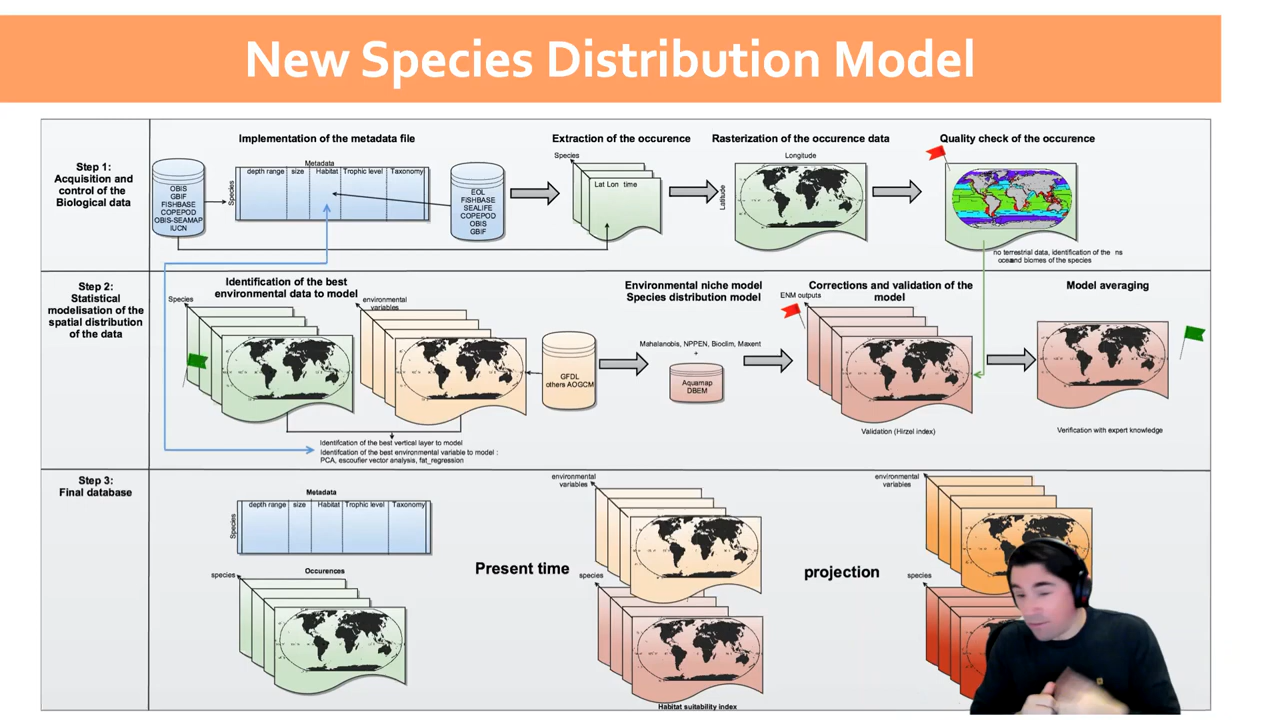 New Species Distribution Model
Step 1:
Acquisition and
control of the
Biological data
Implementation of the metadata file
Extraction of the occurence
Rasterization of the occurence data
Quality check of the occurence
OBIS
GBIF
FISHBASE
COPEPOD
OBIS-SEAMAP
IUCN
Metadata
Species
depth range size Habitat Trophic level Taxonomy
EOL
FISHBASE
SEALIFE
COPEPOD
OBIS
GBIF
Species
Lat Lon time
Longitude
Latitude
no terrestrial data, identification of the ns
oceand biomes of the species
Step 2:
Statistical
modelisation of the
spatial distribution
of the data
Identification of the best
environmental data to model
Species
environmental
variables
GFDL
others AOGCM
Identifcation of the best vertical layer to model
Identification of the best environmental variable to model :
PCA, escoufier vector analysis, fat_regression
Environmental niche model
Species distribution model
Mahalanobis, NPPEN, Bioclim, Maxent
+
Aquamap
DBEM
Corrections and validation of the
model
ENM outputs
Validation (Hirzel index)
Model averaging
Verification with expert knowledge
Step 3:
Final database
Metadata
Species
depth range size Habitat Trophic level Taxonomy
Occurences
species
Present time
environmental
variables
species
Habitat suitability index
projection
environmental
variables
species